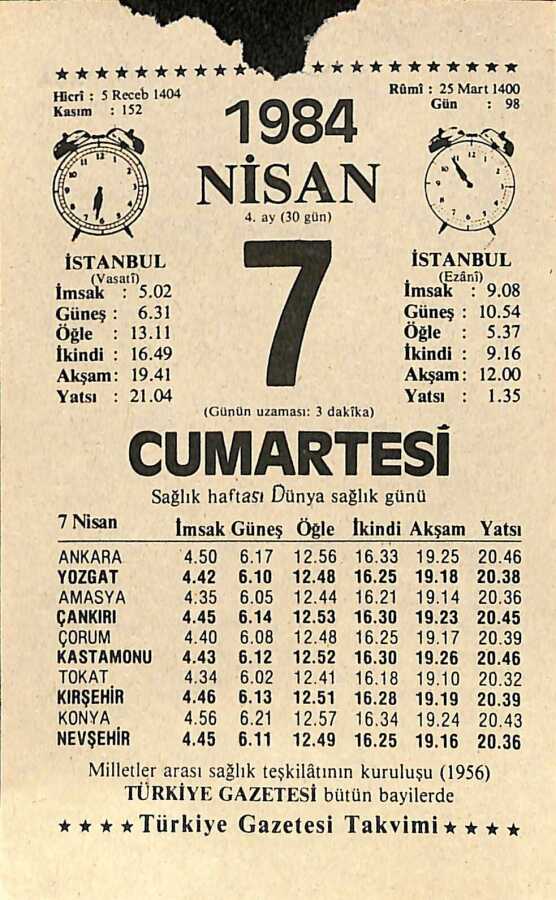 ★★★★★★★★★★★★★★★★★★★★★★★★
Hicrî : 5 Receb 1404
Kasım : 152
Rûmî : 25 Mart 1400
Gün : 98
1984
NİSAN
4. ay (30 gün)
7
İSTANBUL
(Vasatî)
İmsak : 5.02
Güneş : 6.31
Öğle : 13.11
İkindi : 16.49
Akşam: 19.41
Yatsı : 21.04
İSTANBUL
(Ezânî)
İmsak : 9.08
Güneş : 10.54
Öğle : 5.37
İkindi : 9.16
Akşam: 12.00
Yatsı : 1.35
(Günün uzaması: 3 dakîka)
CUMARTESİ
Sağlık haftası Dünya sağlık günü
7 Nisan İmsak Güneş Öğle İkindi Akşam Yatsı
ANKARA 4.50 6.17 12.56 16.33 19.25 20.46
YOZGAT 4.42 6.10 12.48 16.25 19.18 20.38
AMASYA 4.35 6.05 12.44 16.21 19.14 20.36
ÇANKIRI 4.45 6.14 12.53 16.30 19.23 20.45
ÇORUM 4.40 6.08 12.48 16.25 19.17 20.39
KASTAMONU 4.43 6.12 12.52 16.30 19.26 20.46
TOKAT 4.34 6.02 12.41 16.18 19.10 20.32
KIRŞEHİR 4.46 6.13 12.51 16.28 19.19 20.39
KONYA 4.56 6.21 12.57 16.34 19.24 20.43
NEVŞEHİR 4.45 6.11 12.49 16.25 19.16 20.36
Milletler arası sağlık teşkilâtının kuruluşu (1956)
TÜRKİYE GAZETESİ bütün bayilerde
★★★★Türkiye Gazetesi Takvimi★★★★